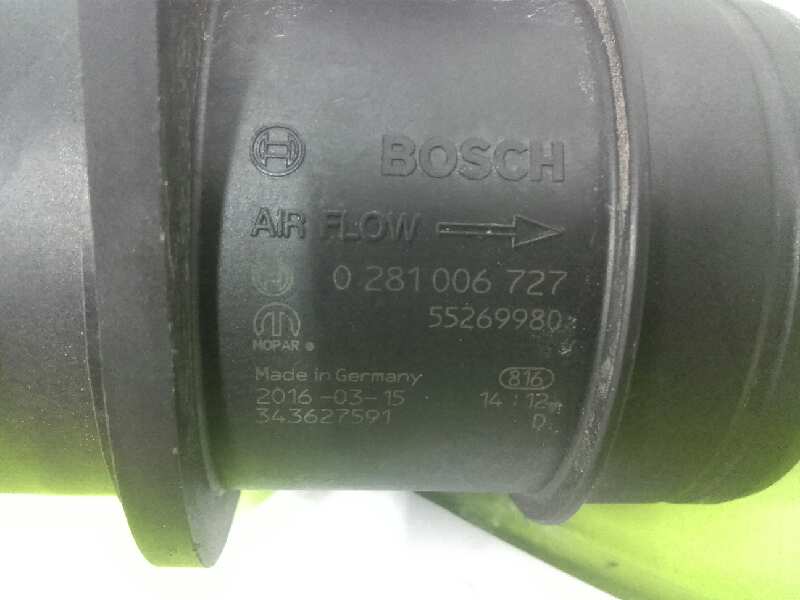 BOSCH
AIR FLOW
0 281 006 727
55269980
MOPAR ®
Made in Germany 816
2016-03-15 14:12
343627591 D